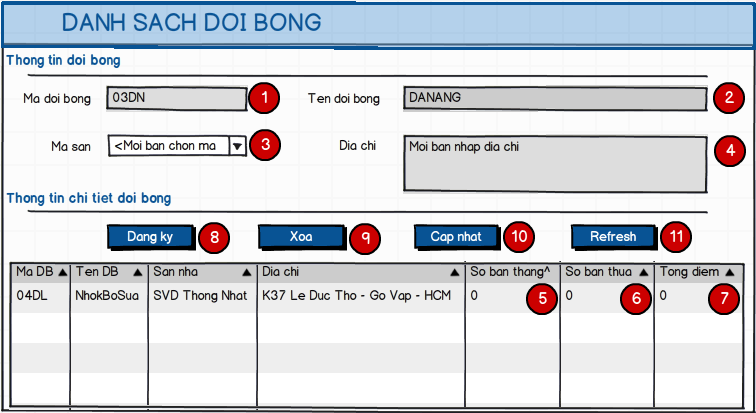 DANH SACH DOI BONG
Thong tin doi bong
Ma doi bong 03DN 1 Ten doi bong DANANG 2
Ma san <Moi ban chon ma 3 Dia chi Moi ban nhap dia chi 4
Thong tin chi tiet doi bong
Dang ky 8 Xoa 9 Cap nhat 10 Refresh 11
Ma DB Ten DB San nha Dia chi So ban thang^ So ban thua Tong diem
04DL NhokBoSua SVD Thong Nhat K37 Le Duc Tho - Go Vap - HCM 0 5 0 6 0 7